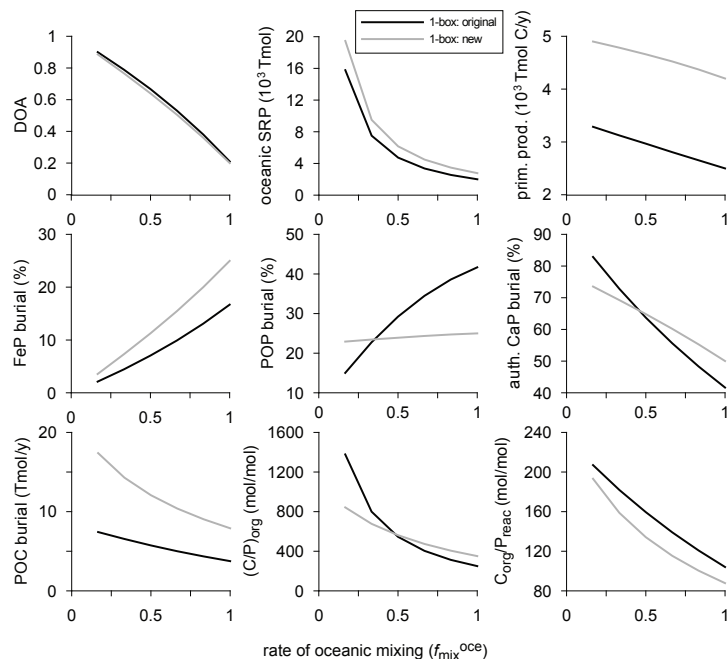 1-box: original
1-box: new
DOA
1
0.8
0.6
0.4
0.2
0
0 0.5 1
oceanic SRP (10³ Tmol)
20
16
12
8
4
0
0 0.5 1
prim. prod. (10³ Tmol C/y)
6
5
4
3
2
0 0.5 1
FeP burial (%)
30
20
10
0
0 0.5 1
POP burial (%)
50
40
30
20
10
0 0.5 1
auth. CaP burial (%)
90
80
70
60
50
40
0 0.5 1
POC burial (Tmol/y)
20
10
0
0 0.5 1
(C/P)org (mol/mol)
1600
1200
800
400
0
0 0.5 1
Corg/Preac (mol/mol)
240
200
160
120
80
0 0.5 1
rate of oceanic mixing (fmix^oce)